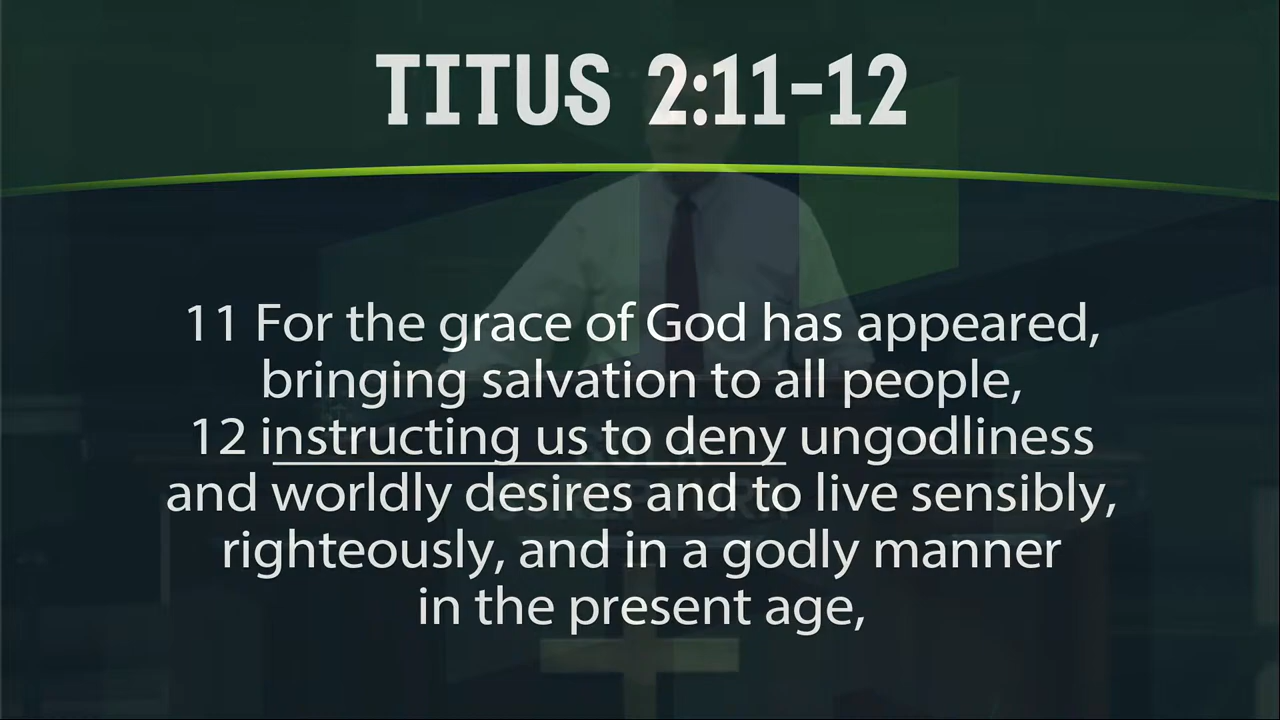 TITUS 2:11-12
11 For the grace of God has appeared,
bringing salvation to all people,
12 instructing us to deny ungodliness
and worldly desires and to live sensibly,
righteously, and in a godly manner
in the present age,